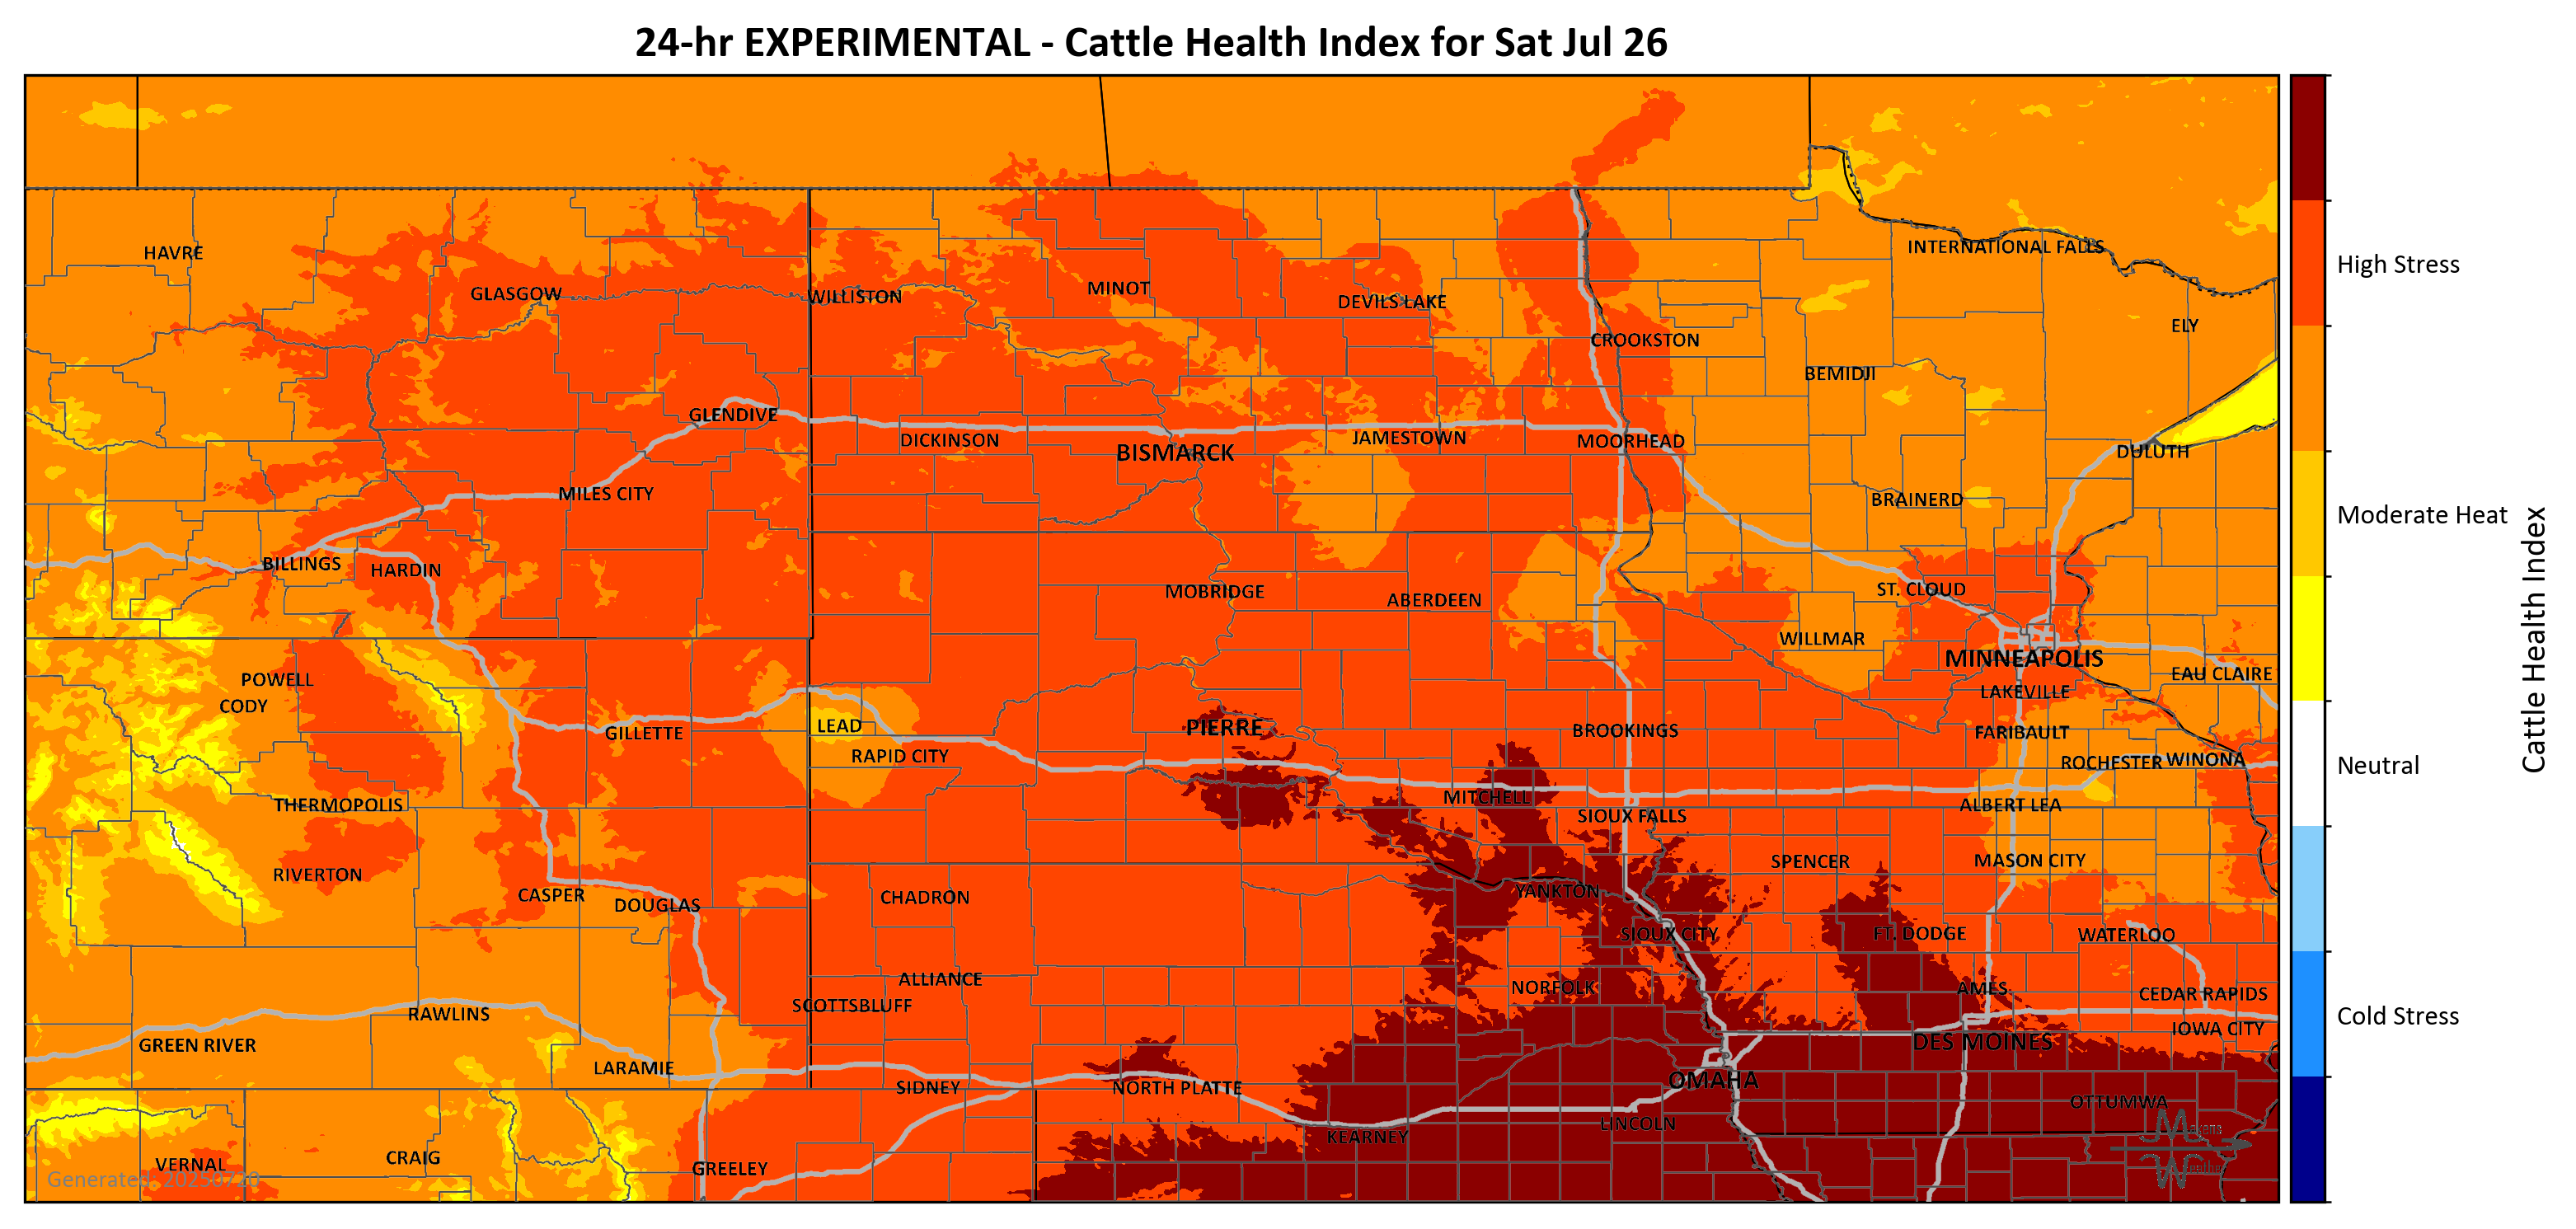 24-hr EXPERIMENTAL - Cattle Health Index for Sat Jul 26
HAVRE
INTERNATIONAL FALLS
GLASGOW
WILLISTON
MINOT
DEVILS LAKE
ELY
CROOKSTON
BEMIDJI
GLENDIVE
DICKINSON
BISMARCK
JAMESTOWN
MOORHEAD
DULUTH
MILES CITY
BRAINERD
BILLINGS
HARDIN
MOBRIDGE
ABERDEEN
ST. CLOUD
WILLMAR
MINNEAPOLIS
POWELL
EAU CLAIRE
CODY
LAKEVILLE
LEAD
PIERRE
GILLETTE
BROOKINGS
FARIBAULT
RAPID CITY
ROCHESTER
WINONA
THERMOPOLIS
MITCHELL
ALBERT LEA
SIOUX FALLS
RIVERTON
SPENCER
MASON CITY
CASPER
DOUGLAS
CHADRON
YANKTON
SIOUX CITY
FT. DODGE
WATERLOO
ALLIANCE
NORFOLK
AMES
CEDAR RAPIDS
SCOTTSBLUFF
RAWLINS
IOWA CITY
GREEN RIVER
DES MOINES
LARAMIE
SIDNEY
NORTH PLATTE
OMAHA
OTTUMWA
LINCOLN
KEARNEY
VERNAL
CRAIG
GREELEY
Generated: 20250720
High Stress
Moderate Heat
Neutral
Cold Stress
Cattle Health Index